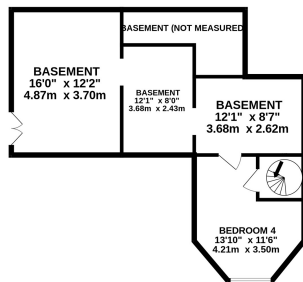 BASEMENT (NOT MEASURED
BASEMENT
16'0" x 12'2"
4.87m x 3.70m
BASEMENT
12'1" x 8'0"
3.68m x 2.43m
BASEMENT
12'1" x 8'7"
3.68m x 2.62m
BEDROOM 4
13'10" x 11'6"
4.21m x 3.50m